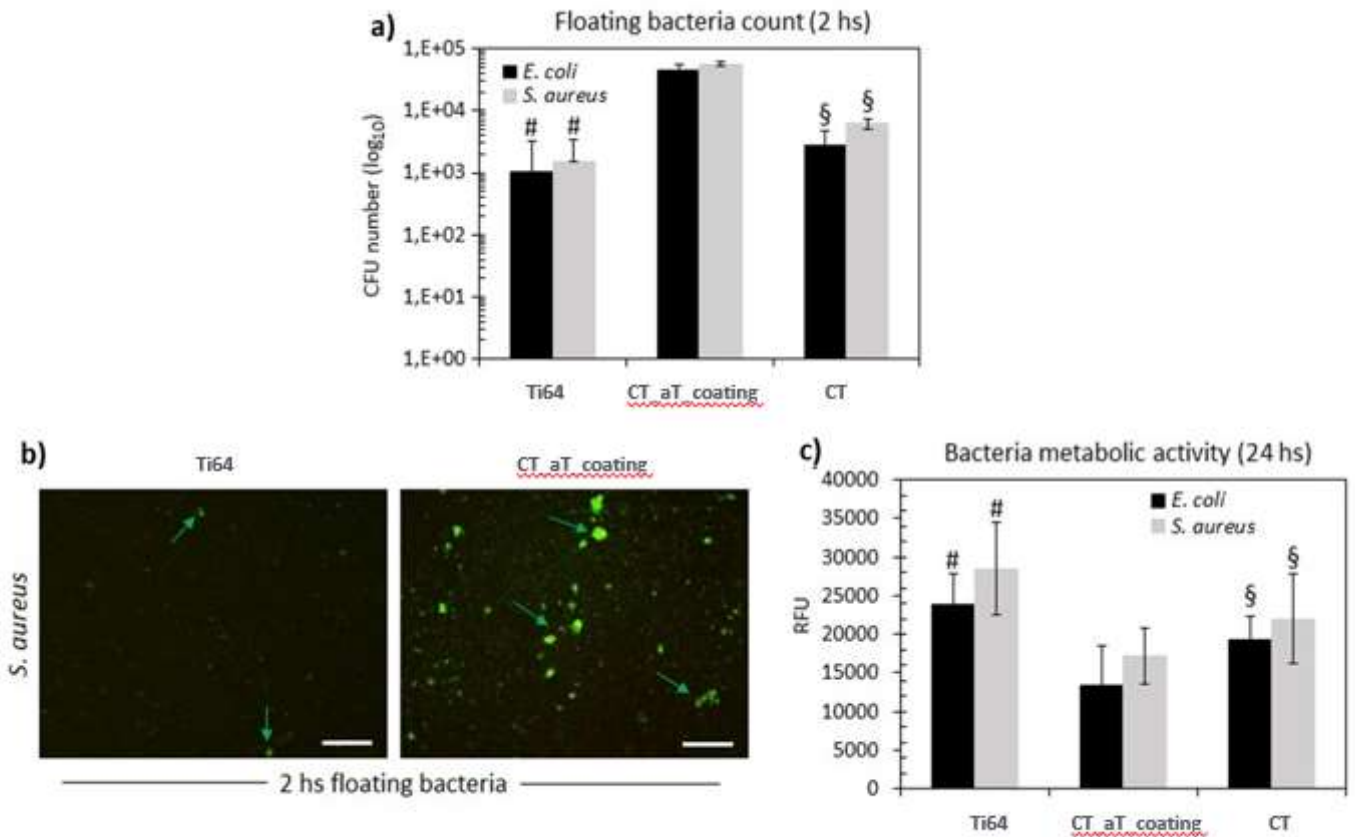 a)
Floating bacteria count (2 hs)
CFU number (log10)
1,E+05
1,E+04
1,E+03
1,E+02
1,E+01
1,E+00
E. coli
S. aureus
# #
§ §
Ti64 CT_aT_coating CT
b)
Ti64 CT_aT_coating
S. aureus
2 hs floating bacteria
c)
Bacteria metabolic activity (24 hs)
RFU
40000
35000
30000
25000
20000
15000
10000
5000
0
E. coli
S. aureus
# #
§ §
Ti64 CT_aT_coating CT